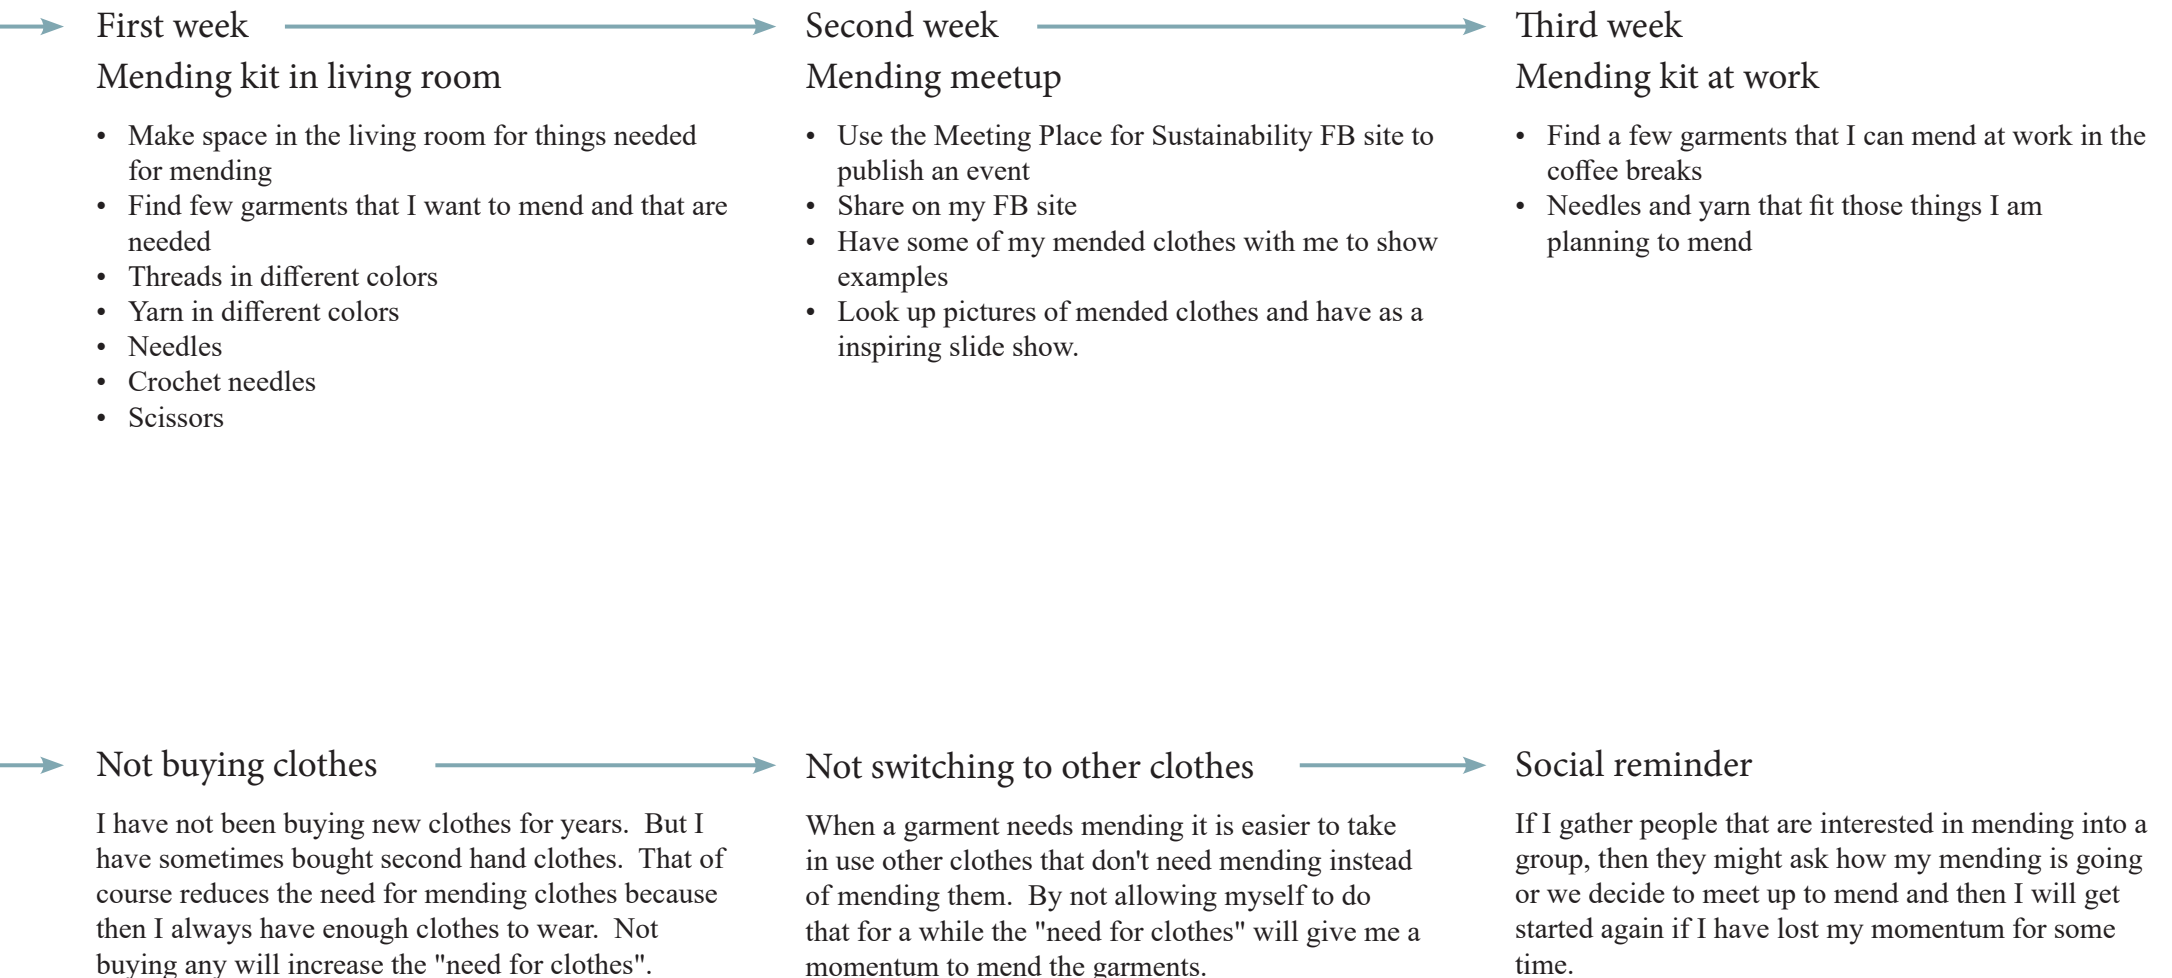 First week
Mending kit in living room
• Make space in the living room for things needed
for mending
• Find few garments that I want to mend and that are
needed
• Threads in different colors
• Yarn in different colors
• Needles
• Crochet needles
• Scissors
Second week
Mending meetup
• Use the Meeting Place for Sustainability FB site to
publish an event
• Share on my FB site
• Have some of my mended clothes with me to show
examples
• Look up pictures of mended clothes and have as a
inspiring slide show.
Third week
Mending kit at work
• Find a few garments that I can mend at work in the
coffee breaks
• Needles and yarn that fit those things I am
planning to mend
Not buying clothes
I have not been buying new clothes for years.  But I
have sometimes bought second hand clothes.  That of
course reduces the need for mending clothes because
then I always have enough clothes to wear.  Not
buying any will increase the "need for clothes".
Not switching to other clothes
When a garment needs mending it is easier to take
in use other clothes that don't need mending instead
of mending them.  By not allowing myself to do
that for a while the "need for clothes" will give me a
momentum to mend the garments.
Social reminder
If I gather people that are interested in mending into a
group, then they might ask how my mending is going
or we decide to meet up to mend and then I will get
started again if I have lost my momentum for some
time.